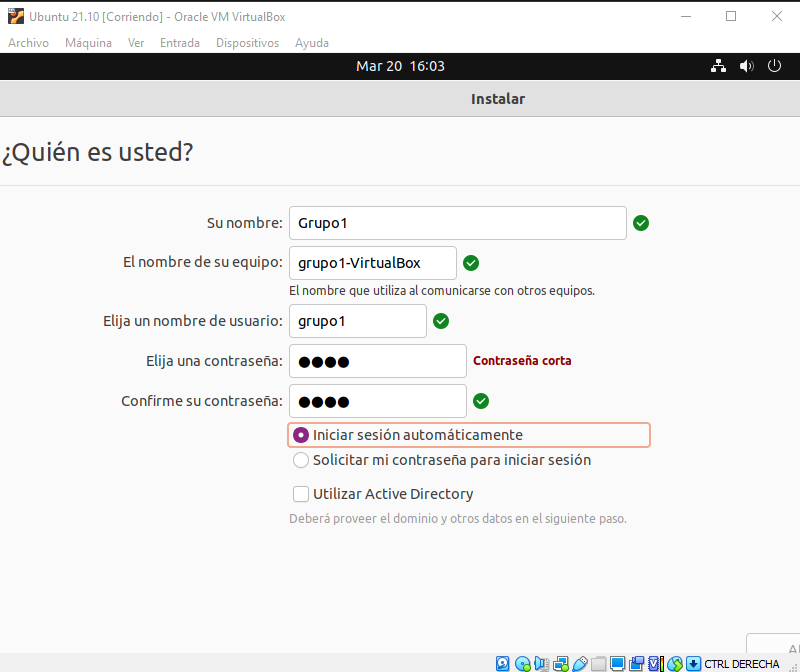 Ubuntu 21.10 [Corriendo] - Oracle VM VirtualBox
Archivo Máquina Ver Entrada Dispositivos Ayuda
Mar 20 16:03
Instalar
¿Quién es usted?
Su nombre: Grupo1
El nombre de su equipo: grupo1-VirtualBox
El nombre que utiliza al comunicarse con otros equipos.
Elija un nombre de usuario: grupo1
Elija una contraseña: ●●●● Contraseña corta
Confirme su contraseña: ●●●●
Iniciar sesión automáticamente
Solicitar mi contraseña para iniciar sesión
Utilizar Active Directory
Deberá proveer el dominio y otros datos en el siguiente paso.
CTRL DERECHA